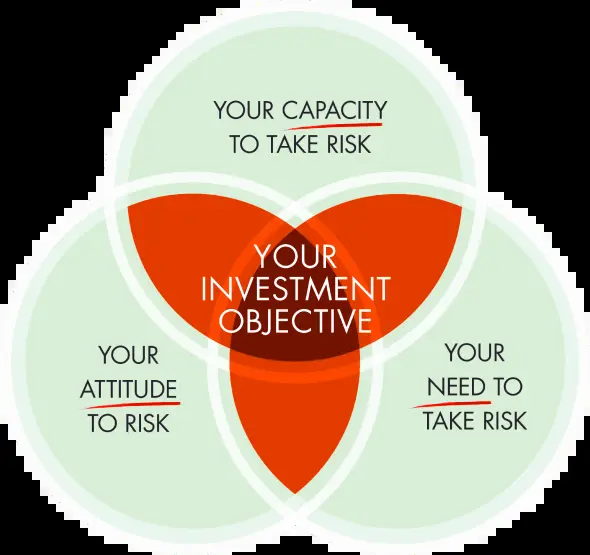 YOUR CAPACITY
TO TAKE RISK
YOUR
INVESTMENT
OBJECTIVE
YOUR
ATTITUDE
TO RISK
YOUR
NEED TO
TAKE RISK